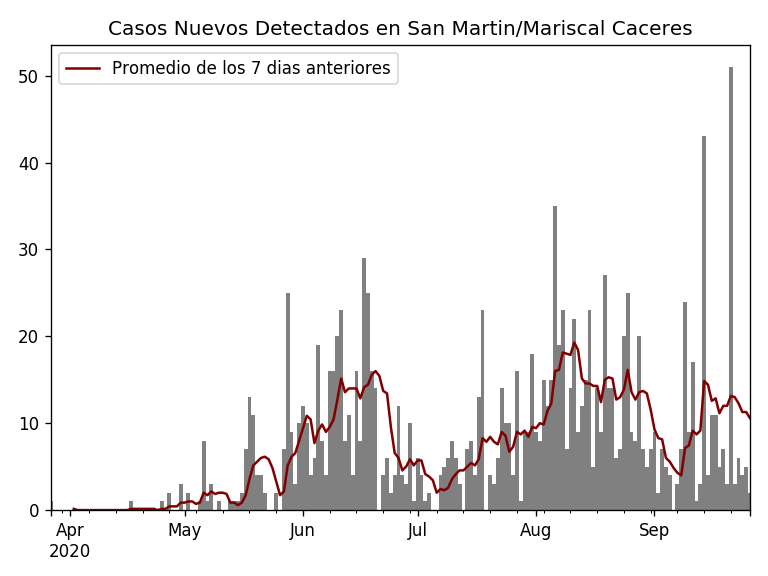 Casos Nuevos Detectados en San Martin/Mariscal Caceres
Promedio de los 7 dias anteriores
50
40
30
20
10
0
Apr May Jun Jul Aug Sep
2020